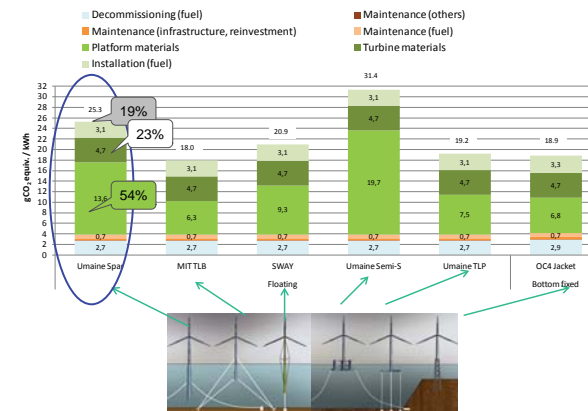 Decommissioning (fuel) Maintenance (others)
Maintenance (infrastructure, reinvestment) Maintenance (fuel)
Platform materials Turbine materials
Installation (fuel)
gCO2 equiv. / kWh
32
30
28
26
24
22
20
18
16
14
12
10
8
6
4
2
0
25.3 18.0 20.9 31.4 19.2 18.9
19%
23%
54%
3,1 3,1 3,1 3,1 3,1 3,3
4,7 4,7 4,7 4,7 4,7 4,7
13,6 6,3 9,3 19,7 7,5 6,8
0,7 0,7 0,7 0,7 0,7 0,7
2,7 2,7 2,7 2,7 2,7 2,9
Umaine Spar MIT TLB SWAY Umaine Semi-S Umaine TLP OC4 Jacket
Floating Bottom fixed